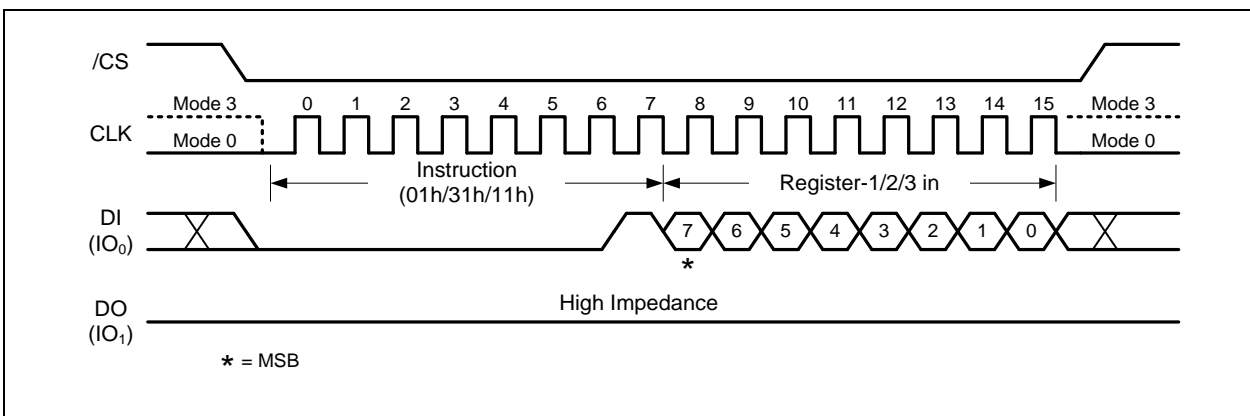 /CS
Mode 3 0 1 2 3 4 5 6 7 8 9 10 11 12 13 14 15 Mode 3
CLK
Mode 0 Mode 0
Instruction
(01h/31h/11h)
Register-1/2/3 in
DI
(IO₀)
7 6 5 4 3 2 1 0
*
High Impedance
DO
(IO₁)
* = MSB